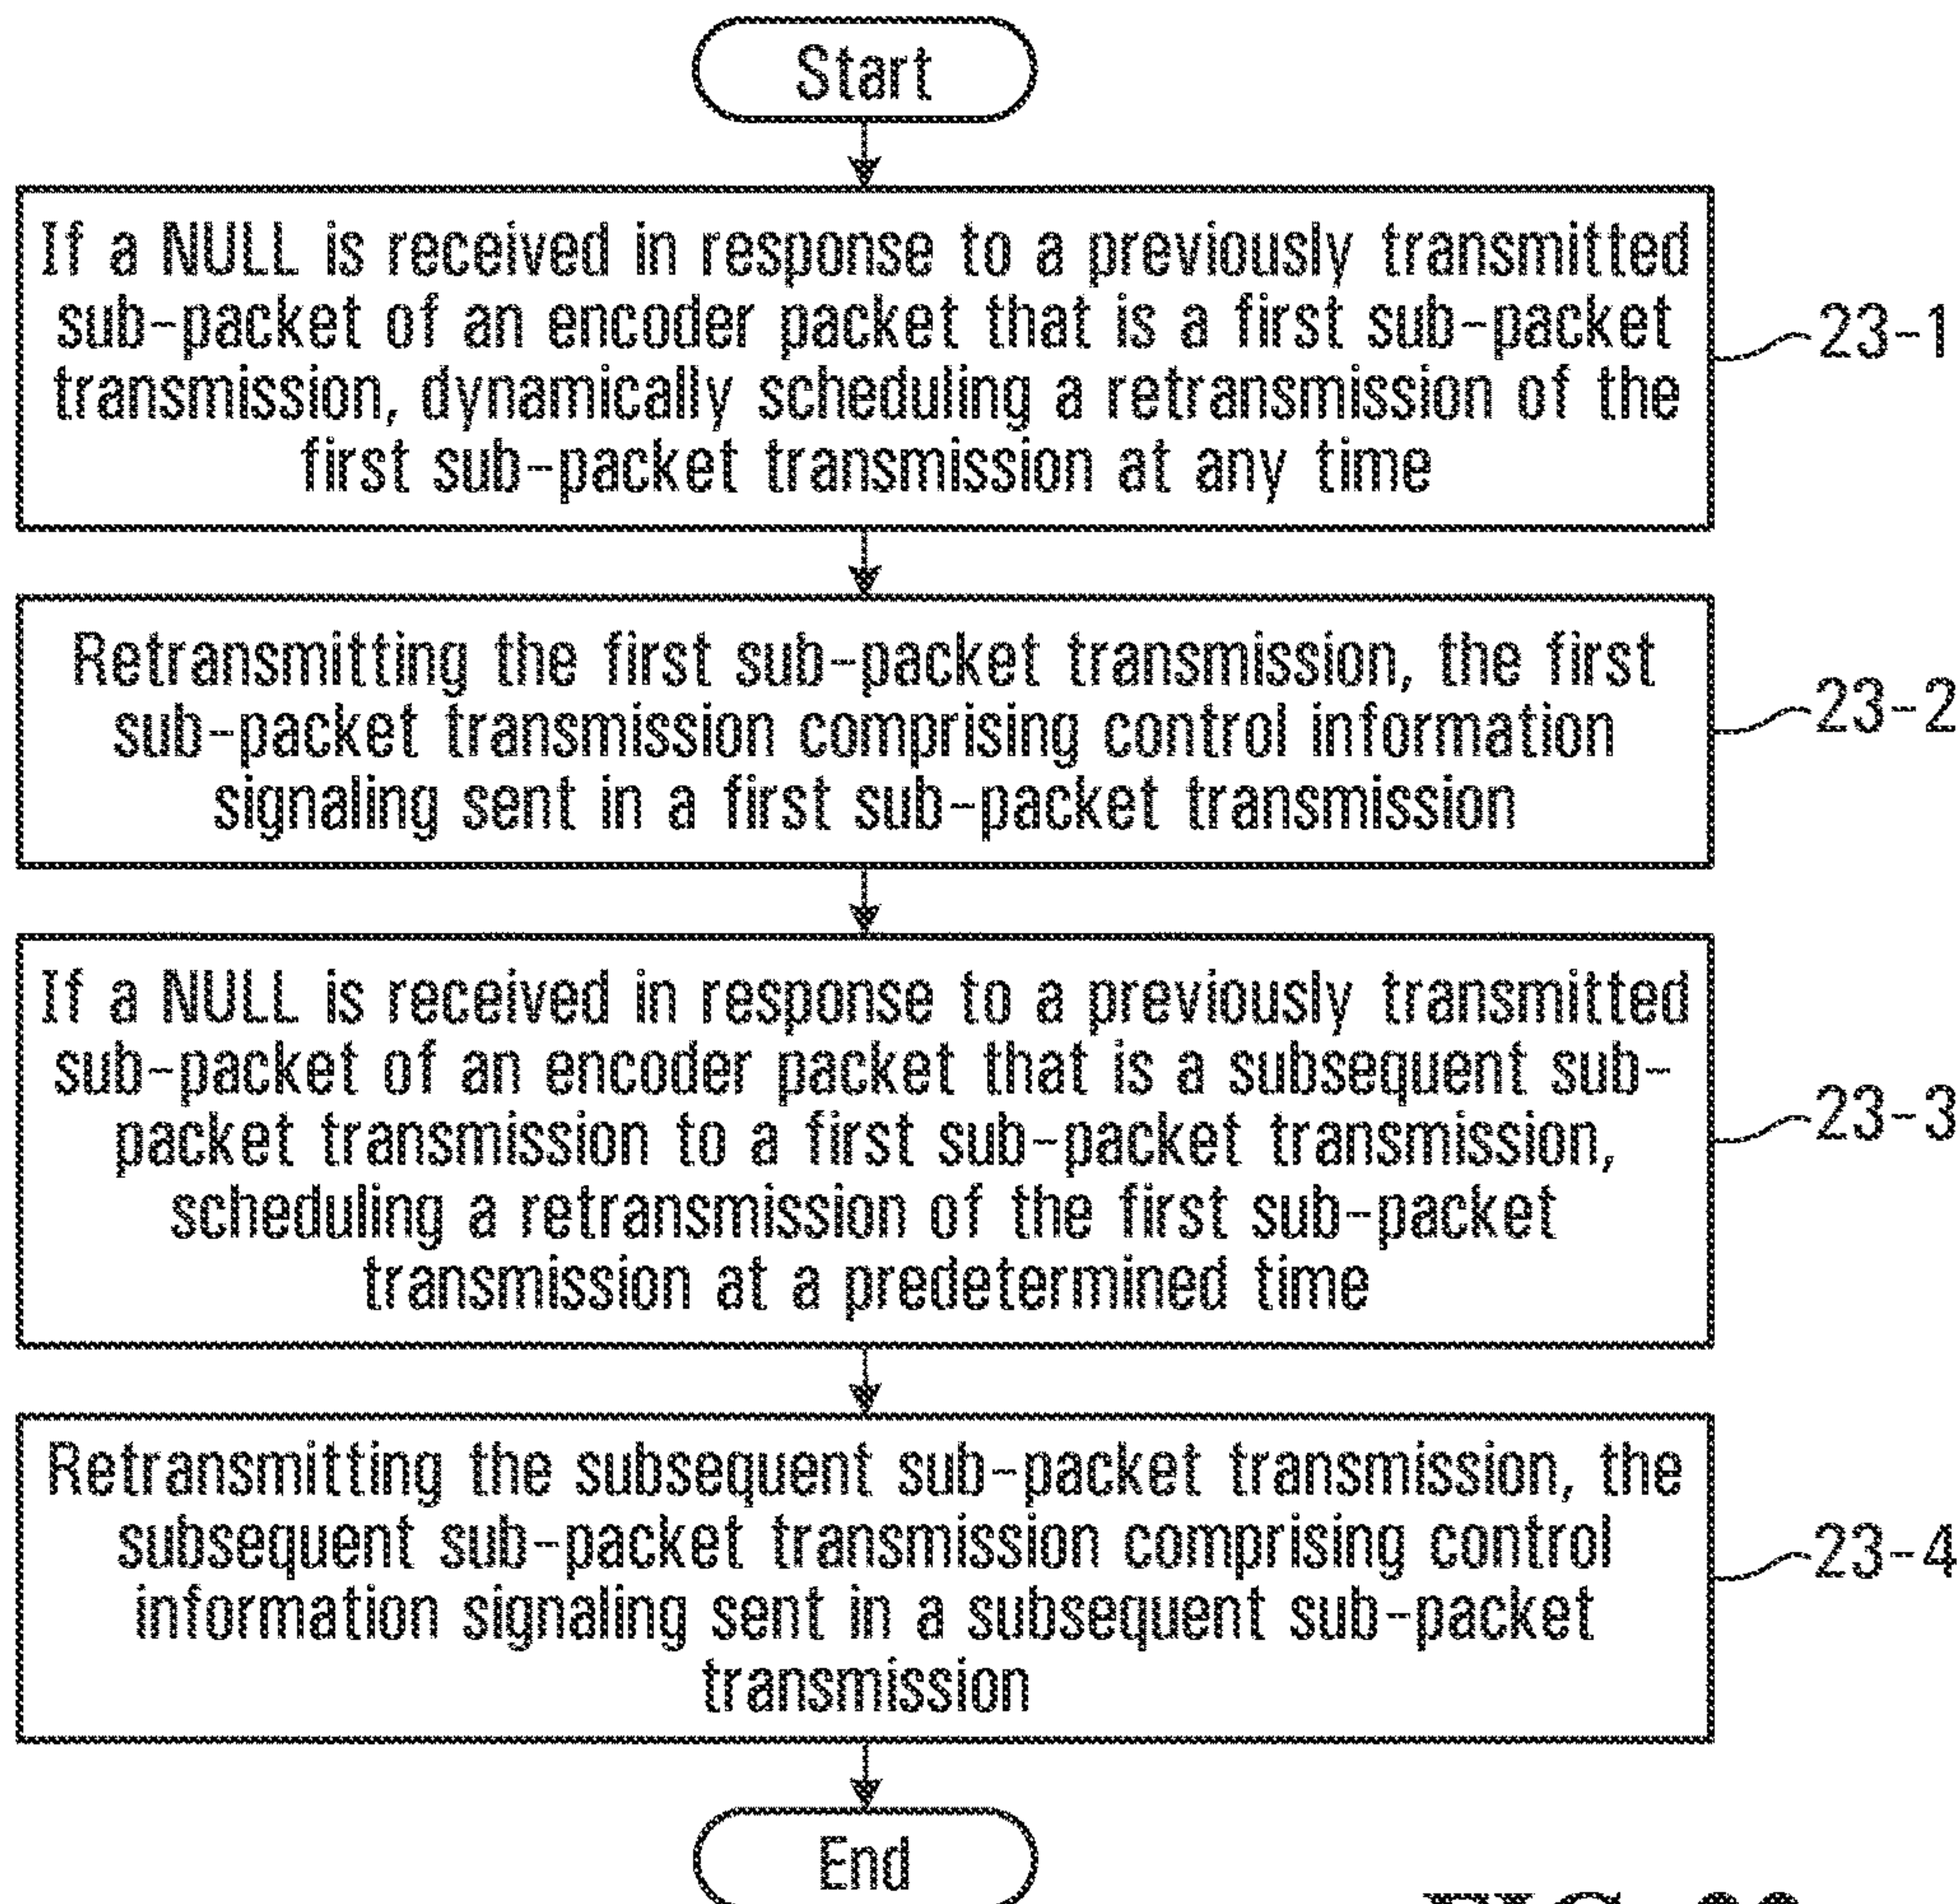 Start
If a NULL is received in response to a previously transmitted
sub-packet of an encoder packet that is a first sub-packet
transmission, dynamically scheduling a retransmission of the
first sub-packet transmission at any time
23-1
Retransmitting the first sub-packet transmission, the first
sub-packet transmission comprising control information
signaling sent in a first sub-packet transmission
23-2
If a NULL is received in response to a previously transmitted
sub-packet of an encoder packet that is a subsequent sub-
packet transmission to a first sub-packet transmission,
scheduling a retransmission of the first sub-packet
transmission at a predetermined time
23-3
Retransmitting the subsequent sub-packet transmission, the
subsequent sub-packet transmission comprising control
information signaling sent in a subsequent sub-packet
transmission
23-4
End